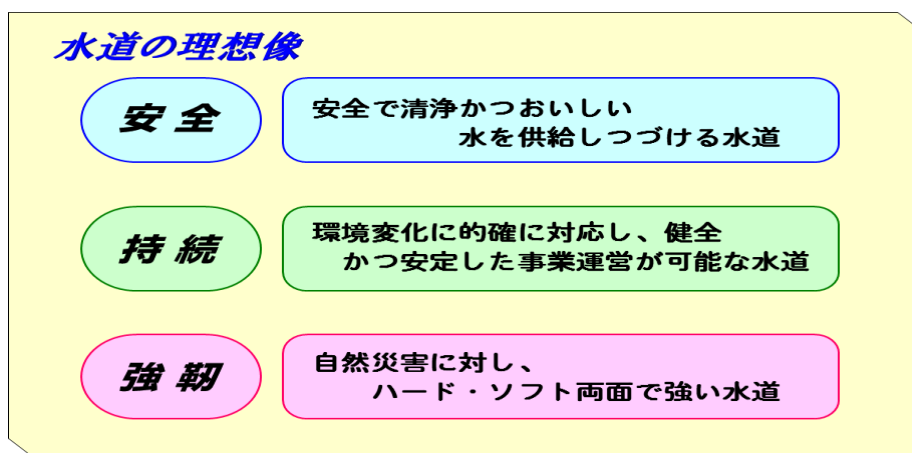 水道の理想像
安全
安全で清浄かつおいしい
水を供給しつづける水道
持続
環境変化に的確に対応し、健全
かつ安定した事業運営が可能な水道
強靭
自然災害に対し、
ハード・ソフト両面で強い水道